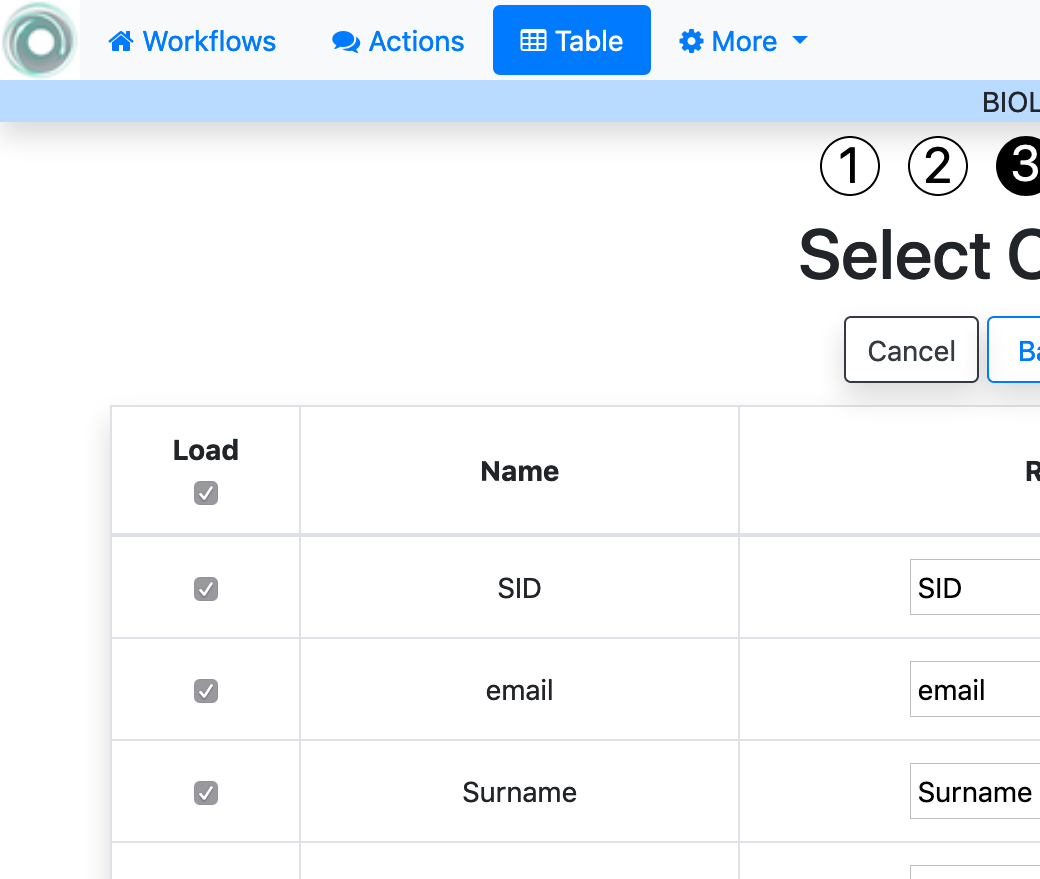 Workflows Actions Table More
BIOL
1 2 3
Select
Cancel Ba
Load Name R
SID SID
email email
Surname Surname